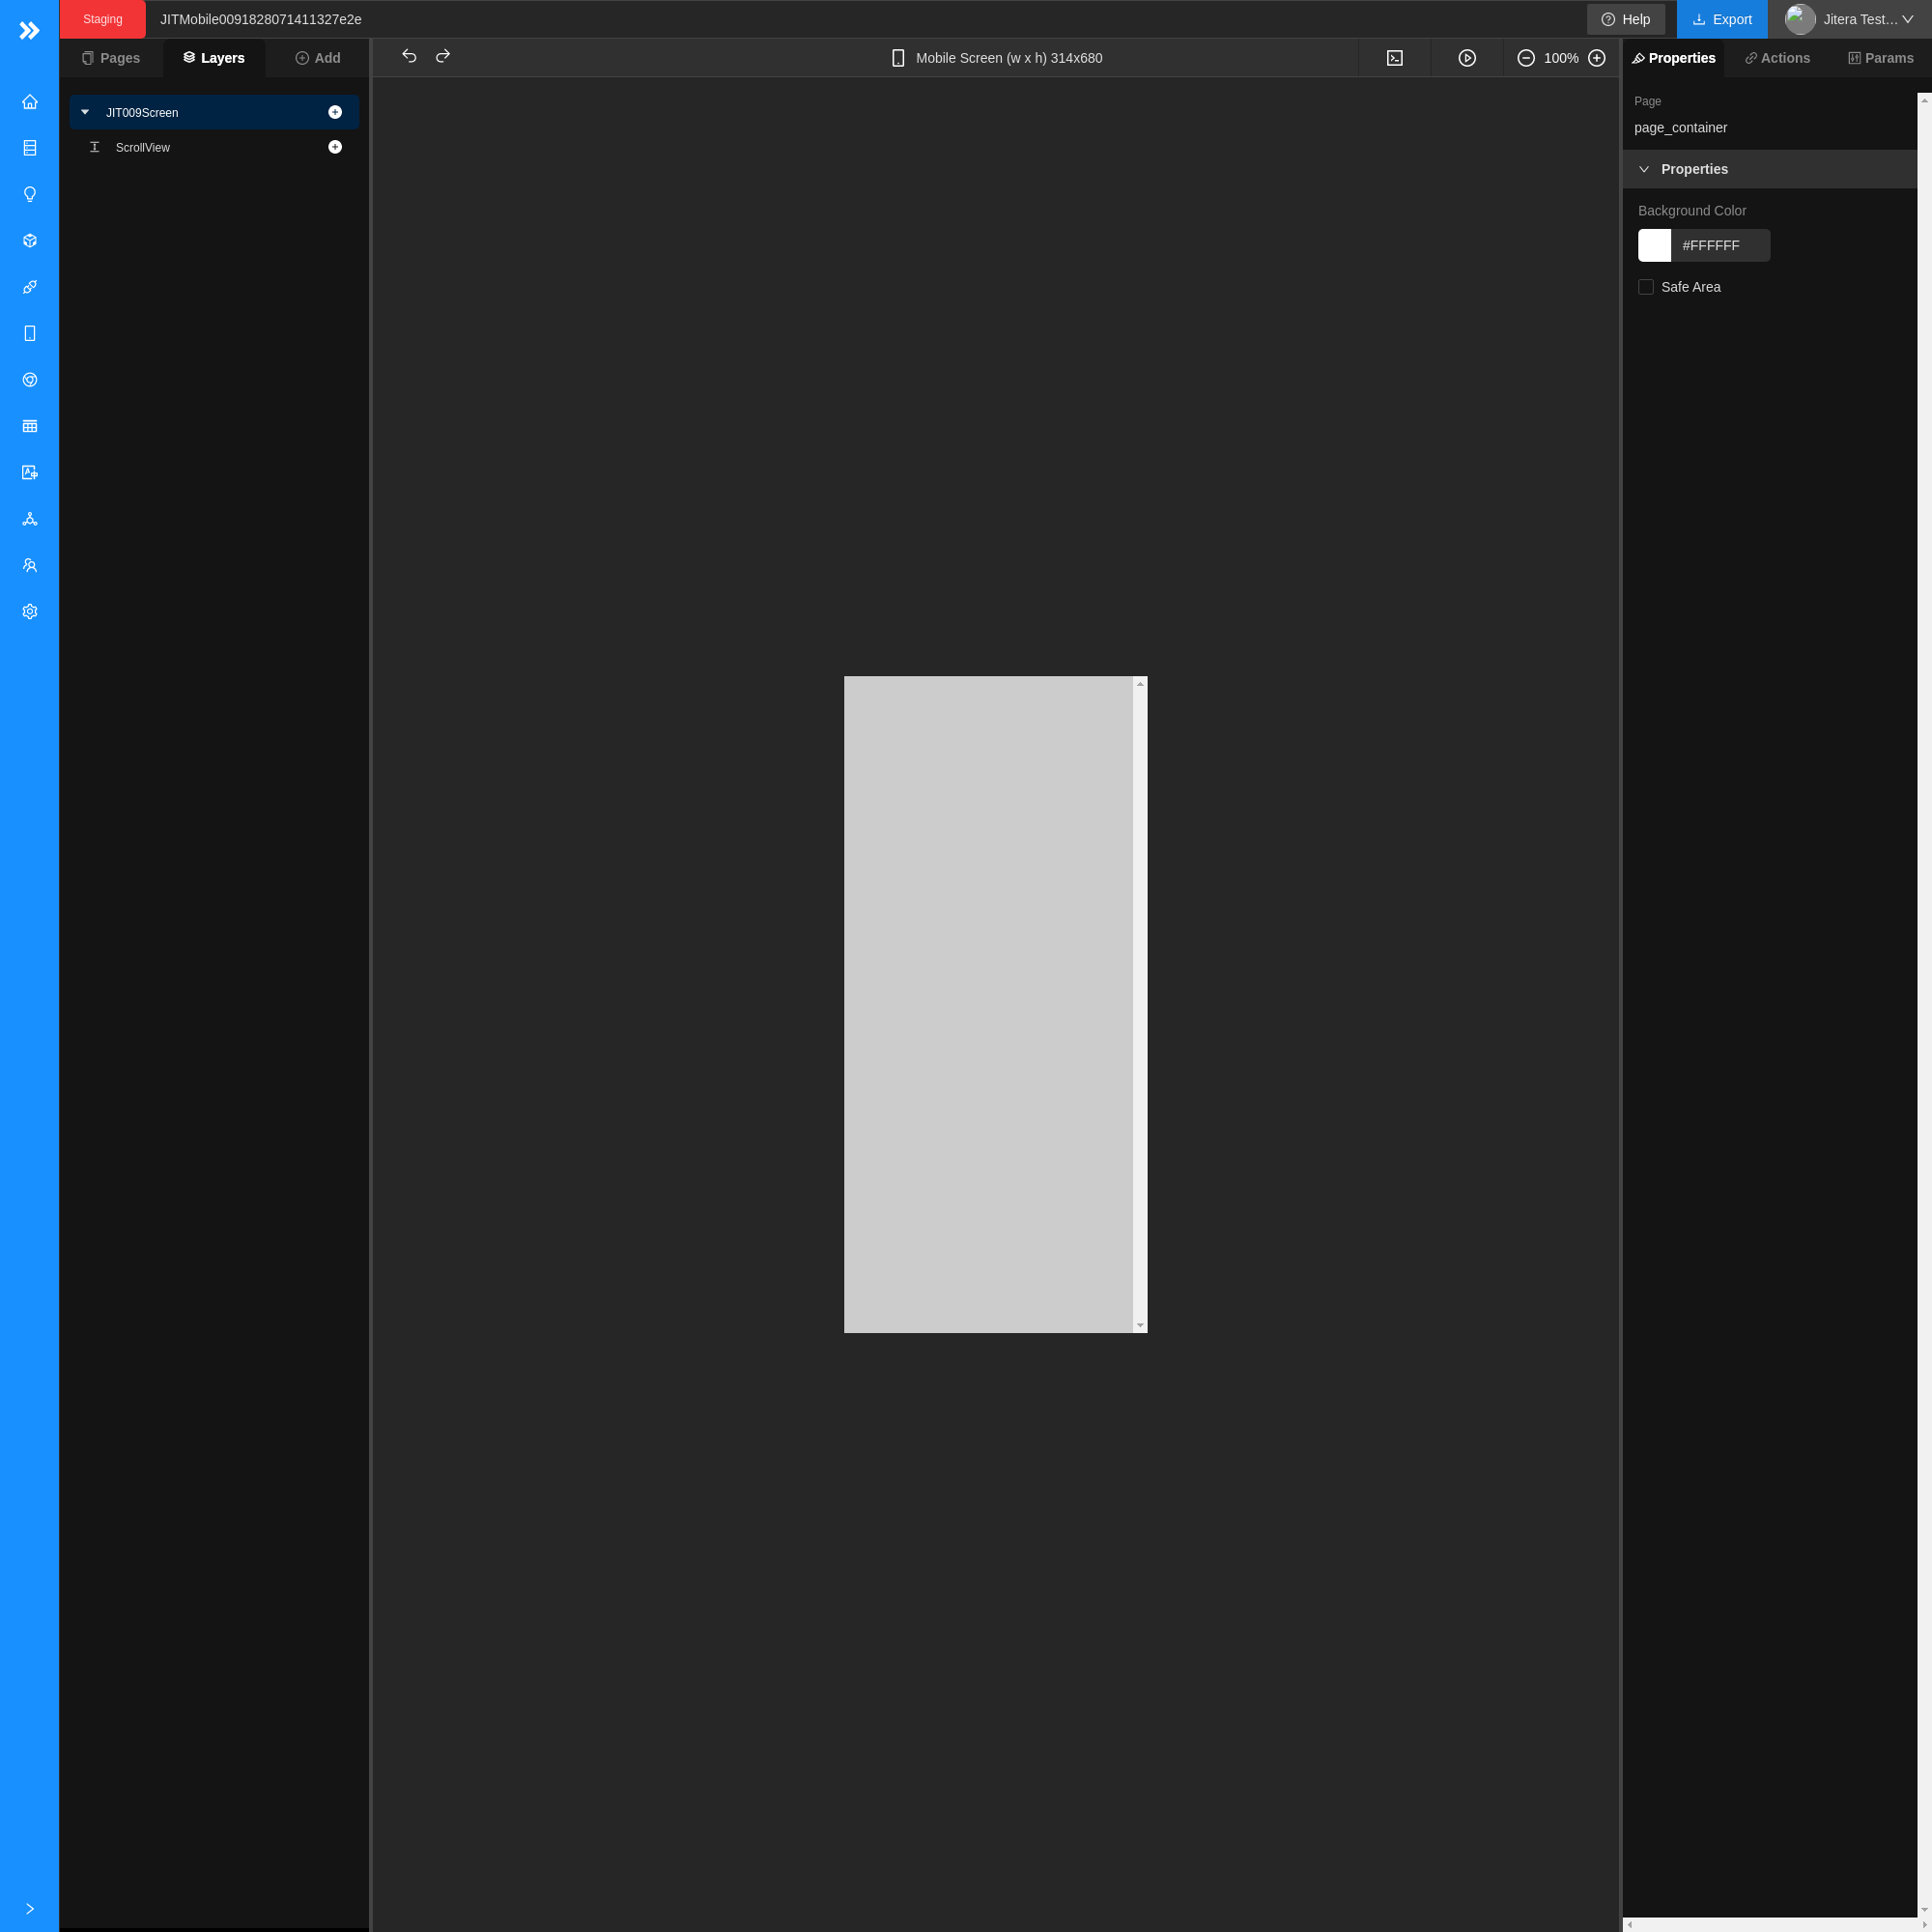 Staging
JITMobile0091828071411327e2e
Help
Export
Jitera Test...
Pages
Layers
Add
Mobile Screen (w x h) 314x680
100%
Properties
Actions
Params
JIT009Screen
ScrollView
Page
page_container
Properties
Background Color
#FFFFFF
Safe Area